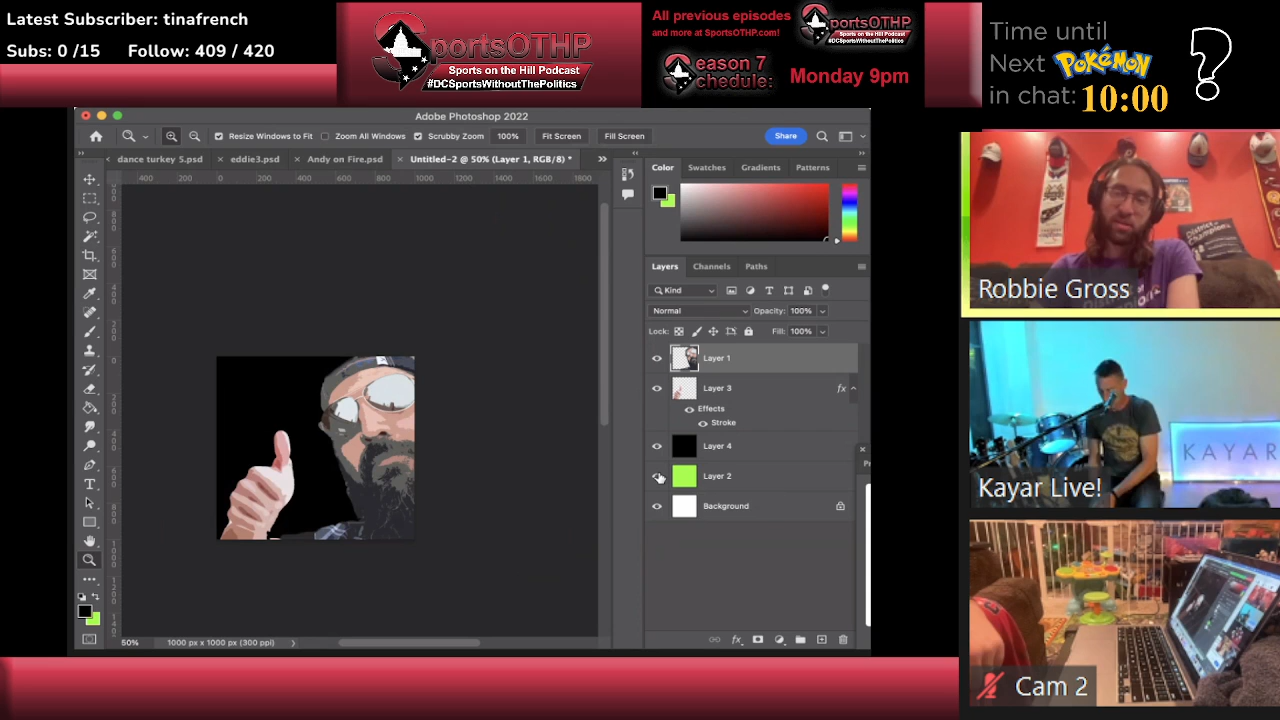 Latest Subscriber: tinafrench
Subs: 0 /15 Follow: 409 / 420
SportsOTHP
Sports on the Hill Podcast
#DCSportsWithoutThePolitics
All previous episodes
and more at SportsOTHP.com!
SportsOTHP
Sports on the Hill Podcast
#DCSportsWithoutThePolitics
Season 7
Schedule:
Monday 9pm
Time until
Next Pokémon
in chat: 10:00
?
Adobe Photoshop 2022
Resize Windows to Fit Zoom All Windows Scrubby Zoom 100% Fit Screen Fill Screen Share
dance turkey 5.psd × eddie3.psd × Andy on Fire.psd × Untitled-2 @ 50% (Layer 1, RGB/8) * »
400 200 0 200 400 600 800 1000 1200 1400 1600 1800
Color Swatches Gradients Patterns
Layers Channels Paths
Kind
Normal Opacity: 100%
Lock: Fill: 100%
Layer 1
Layer 3 fx
Effects
Stroke
Layer 4
Layer 2
Background
50% 1000 px x 1000 px (300 ppi)
fx
Robbie Gross
KAYAR
Kayar Live!
Cam 2